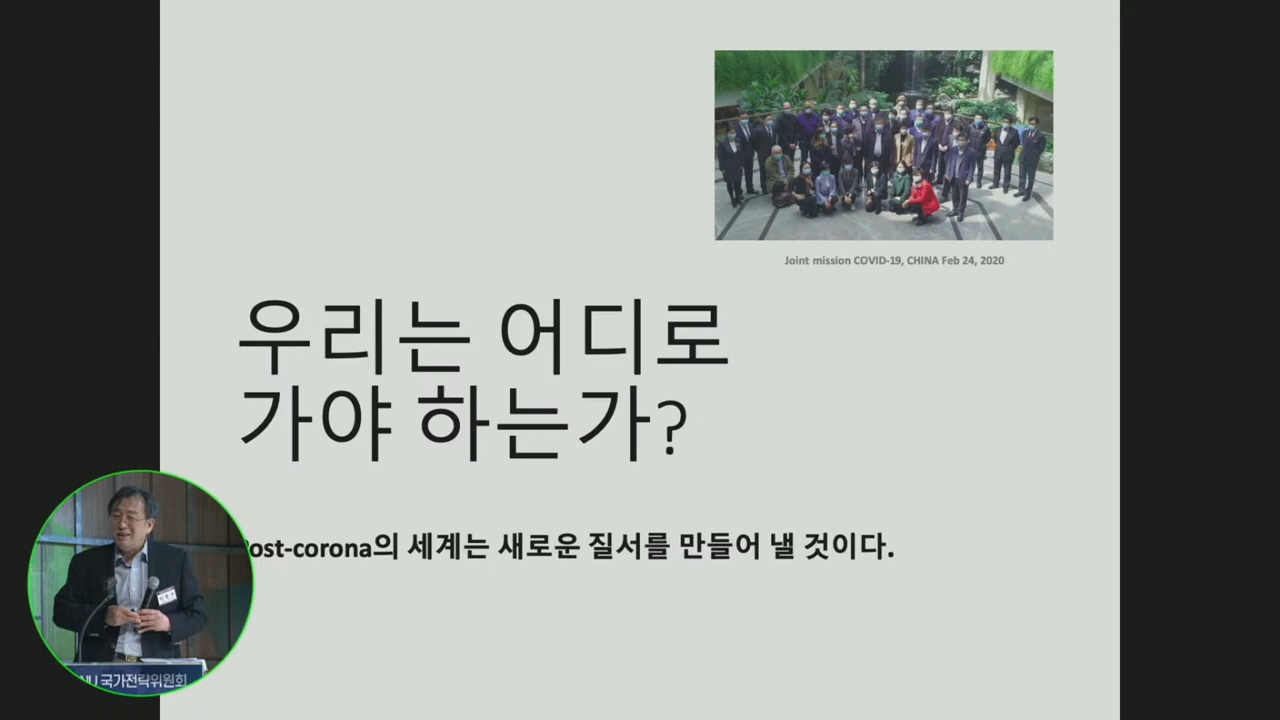 Joint mission COVID-19, CHINA Feb 24, 2020
우리는 어디로
가야 하는가?
Post-corona의 세계는 새로운 질서를 만들어 낼 것이다.
국가전략위원회